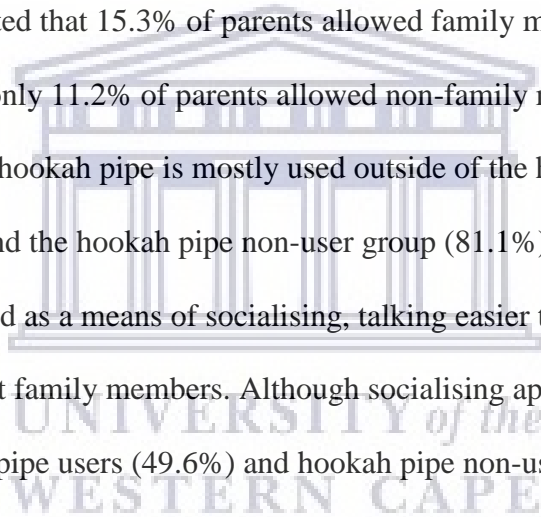 ted that 15.3% of parents allowed family m
only 11.2% of parents allowed non-family
hookah pipe is mostly used outside of the h
nd the hookah pipe non-user group (81.1%)
d as a means of socialising, talking easier t
t family members. Although socialising ap
UNIVERSITY of the
pipe users (49.6%) and hookah pipe non-us
WESTERN CAPE